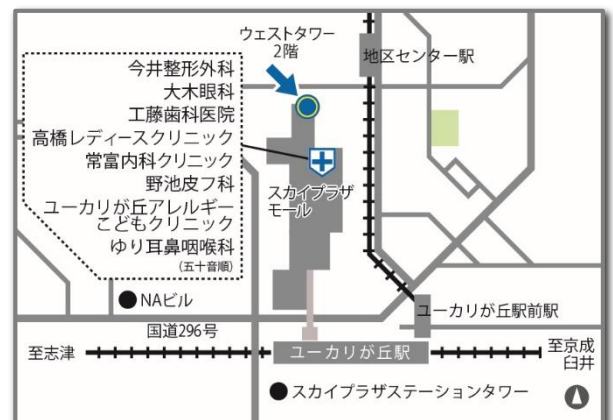 ウェストタワー
2階
地区センター駅
今井整形外科
大木眼科
工藤歯科医院
高橋レディースクリニック
常富内科クリニック
野池皮フ科
ユーカリが丘アレルギー
こどもクリニック
ゆり耳鼻咽喉科
(五十音順)
スカイプラザ
モール
NAビル
ユーカリが丘駅前駅
国道296号
至志津
ユーカリが丘駅
至京成
臼井
スカイプラザステーションタワー